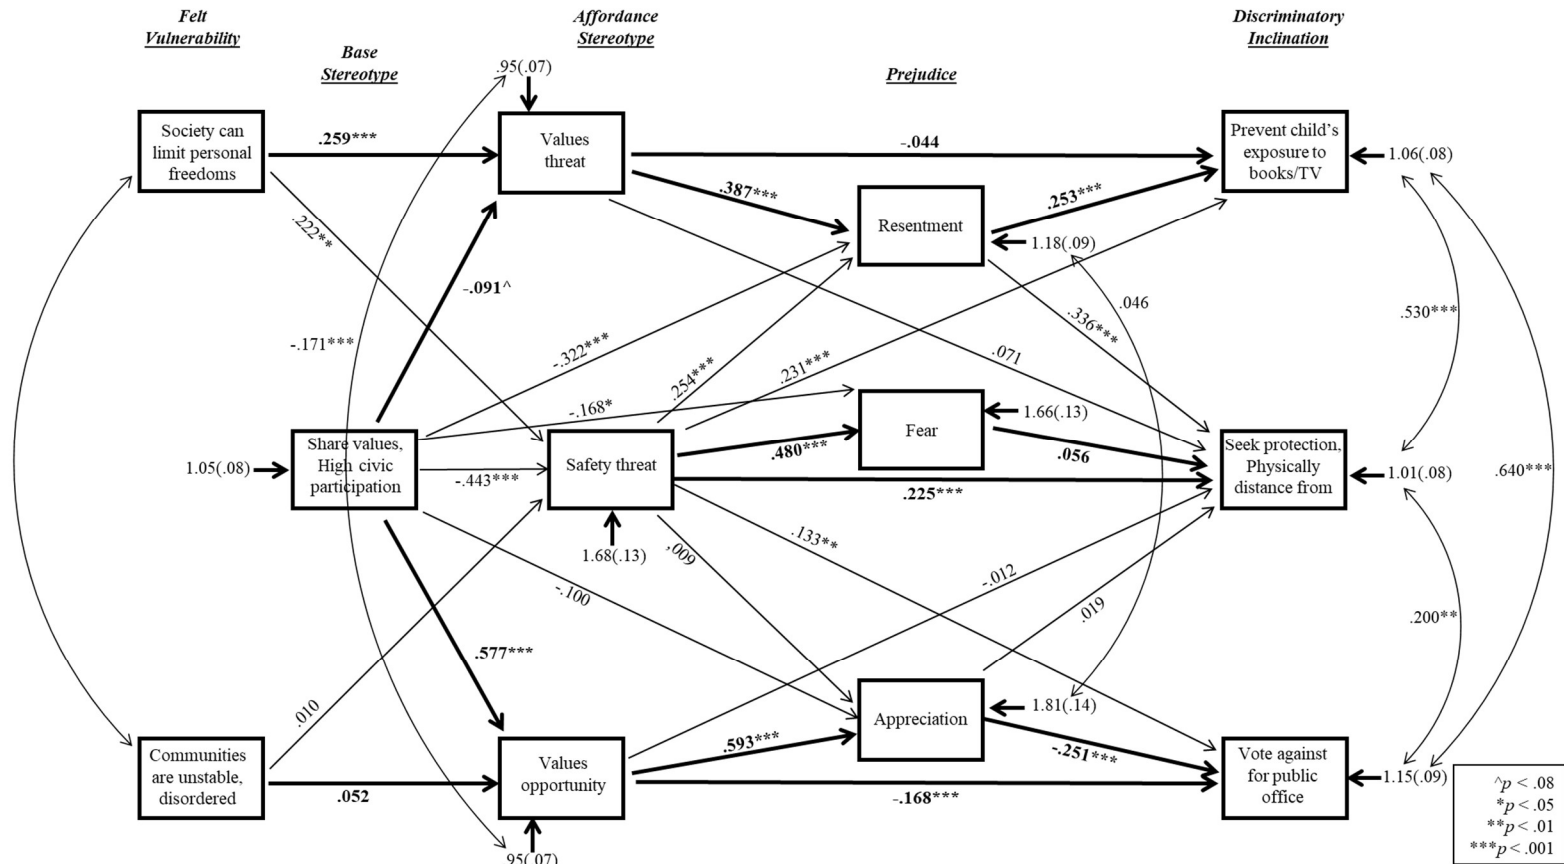 Felt
Vulnerability
Base
Stereotype
Affordance
Stereotype
Prejudice
Discriminatory
Inclination
.95(.07)
Society can
limit personal
freedoms
.259***
Values
threat
-.044
Prevent child's
exposure to
books/TV
1.06(.08)
.387***
.253***
.222**
Resentment
1.18(.09)
-.091^
.046
-.171***
-.322***
.254***
.231***
.071
.336***
.530***
-.168*
Fear
1.66(.13)
Share values,
High civic
participation
1.05(.08)
-.443***
Safety threat
.480***
.056
Seek protection,
Physically
distance from
1.01(.08)
.640***
.225***
1.68(.13)
,009
.133**
-.100
-.012
.019
.200**
.577***
.010
Appreciation
1.81(.14)
Communities
are unstable,
disordered
.052
Values
opportunity
.593***
-.251***
-.168***
Vote against
for public
office
1.15(.09)
.95(.07)
^p < .08
*p < .05
**p < .01
***p < .001